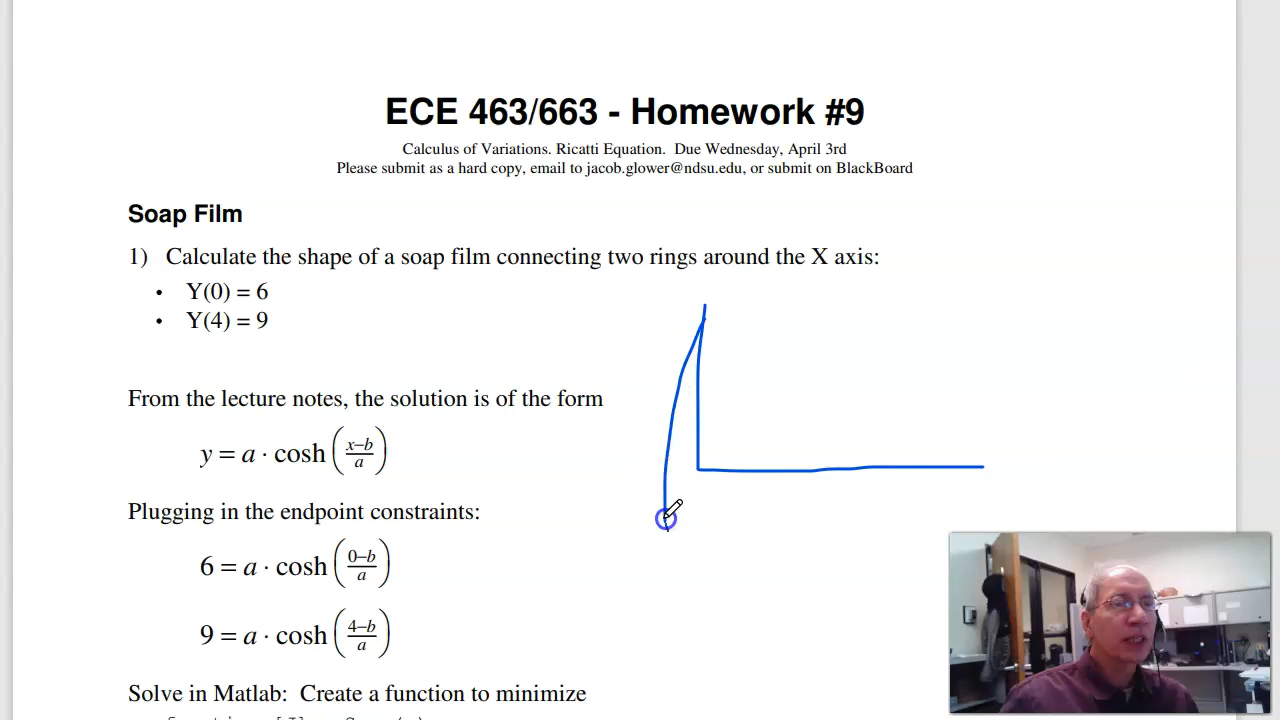 ECE 463/663 - Homework #9
Calculus of Variations. Ricatti Equation. Due Wednesday, April 3rd
Please submit as a hard copy, email to jacob.glower@ndsu.edu, or submit on BlackBoard
Soap Film
1) Calculate the shape of a soap film connecting two rings around the X axis:
• Y(0) = 6
• Y(4) = 9
From the lecture notes, the solution is of the form
y = a · cosh((x−b)/a)
Plugging in the endpoint constraints:
6 = a · cosh((0−b)/a)
9 = a · cosh((4−b)/a)
Solve in Matlab: Create a function to minimize